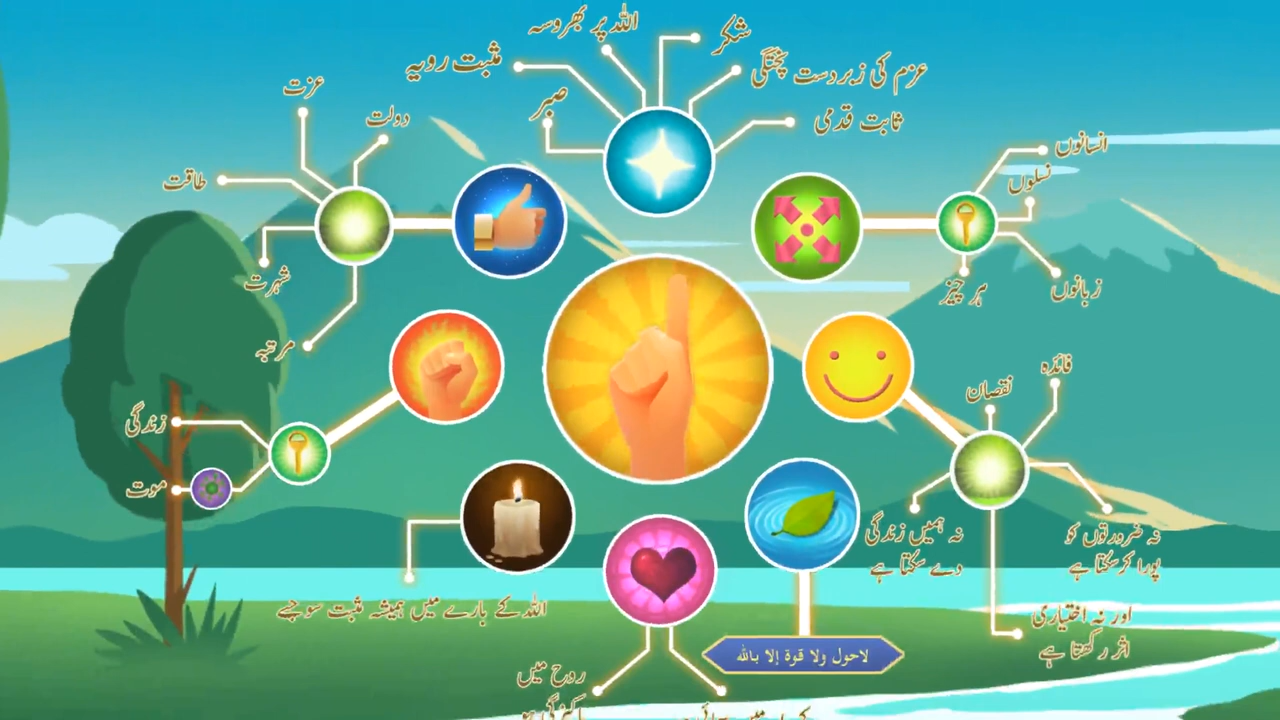 اللہ پر بھروسہ
شکر
مثبت رویہ
عزم کی زبردست پختگی
صبر
ثابت قدمی
عزت
دولت
طاقت
شہرت
مرتبہ
انسانوں
نسلوں
زبانوں
ہر چیز
زندگی
موت
فائدہ
نقصان
نہ ہمیں زندگی
دے سکتا ہے
نہ ضرورتوں کو
پورا کرسکتا ہے
اور نہ اختیاری
اثر رکھتا ہے
اللہ کے بارے میں ہمیشہ مثبت سوچے
لاحول ولا قوة إلا بالله
روح میں